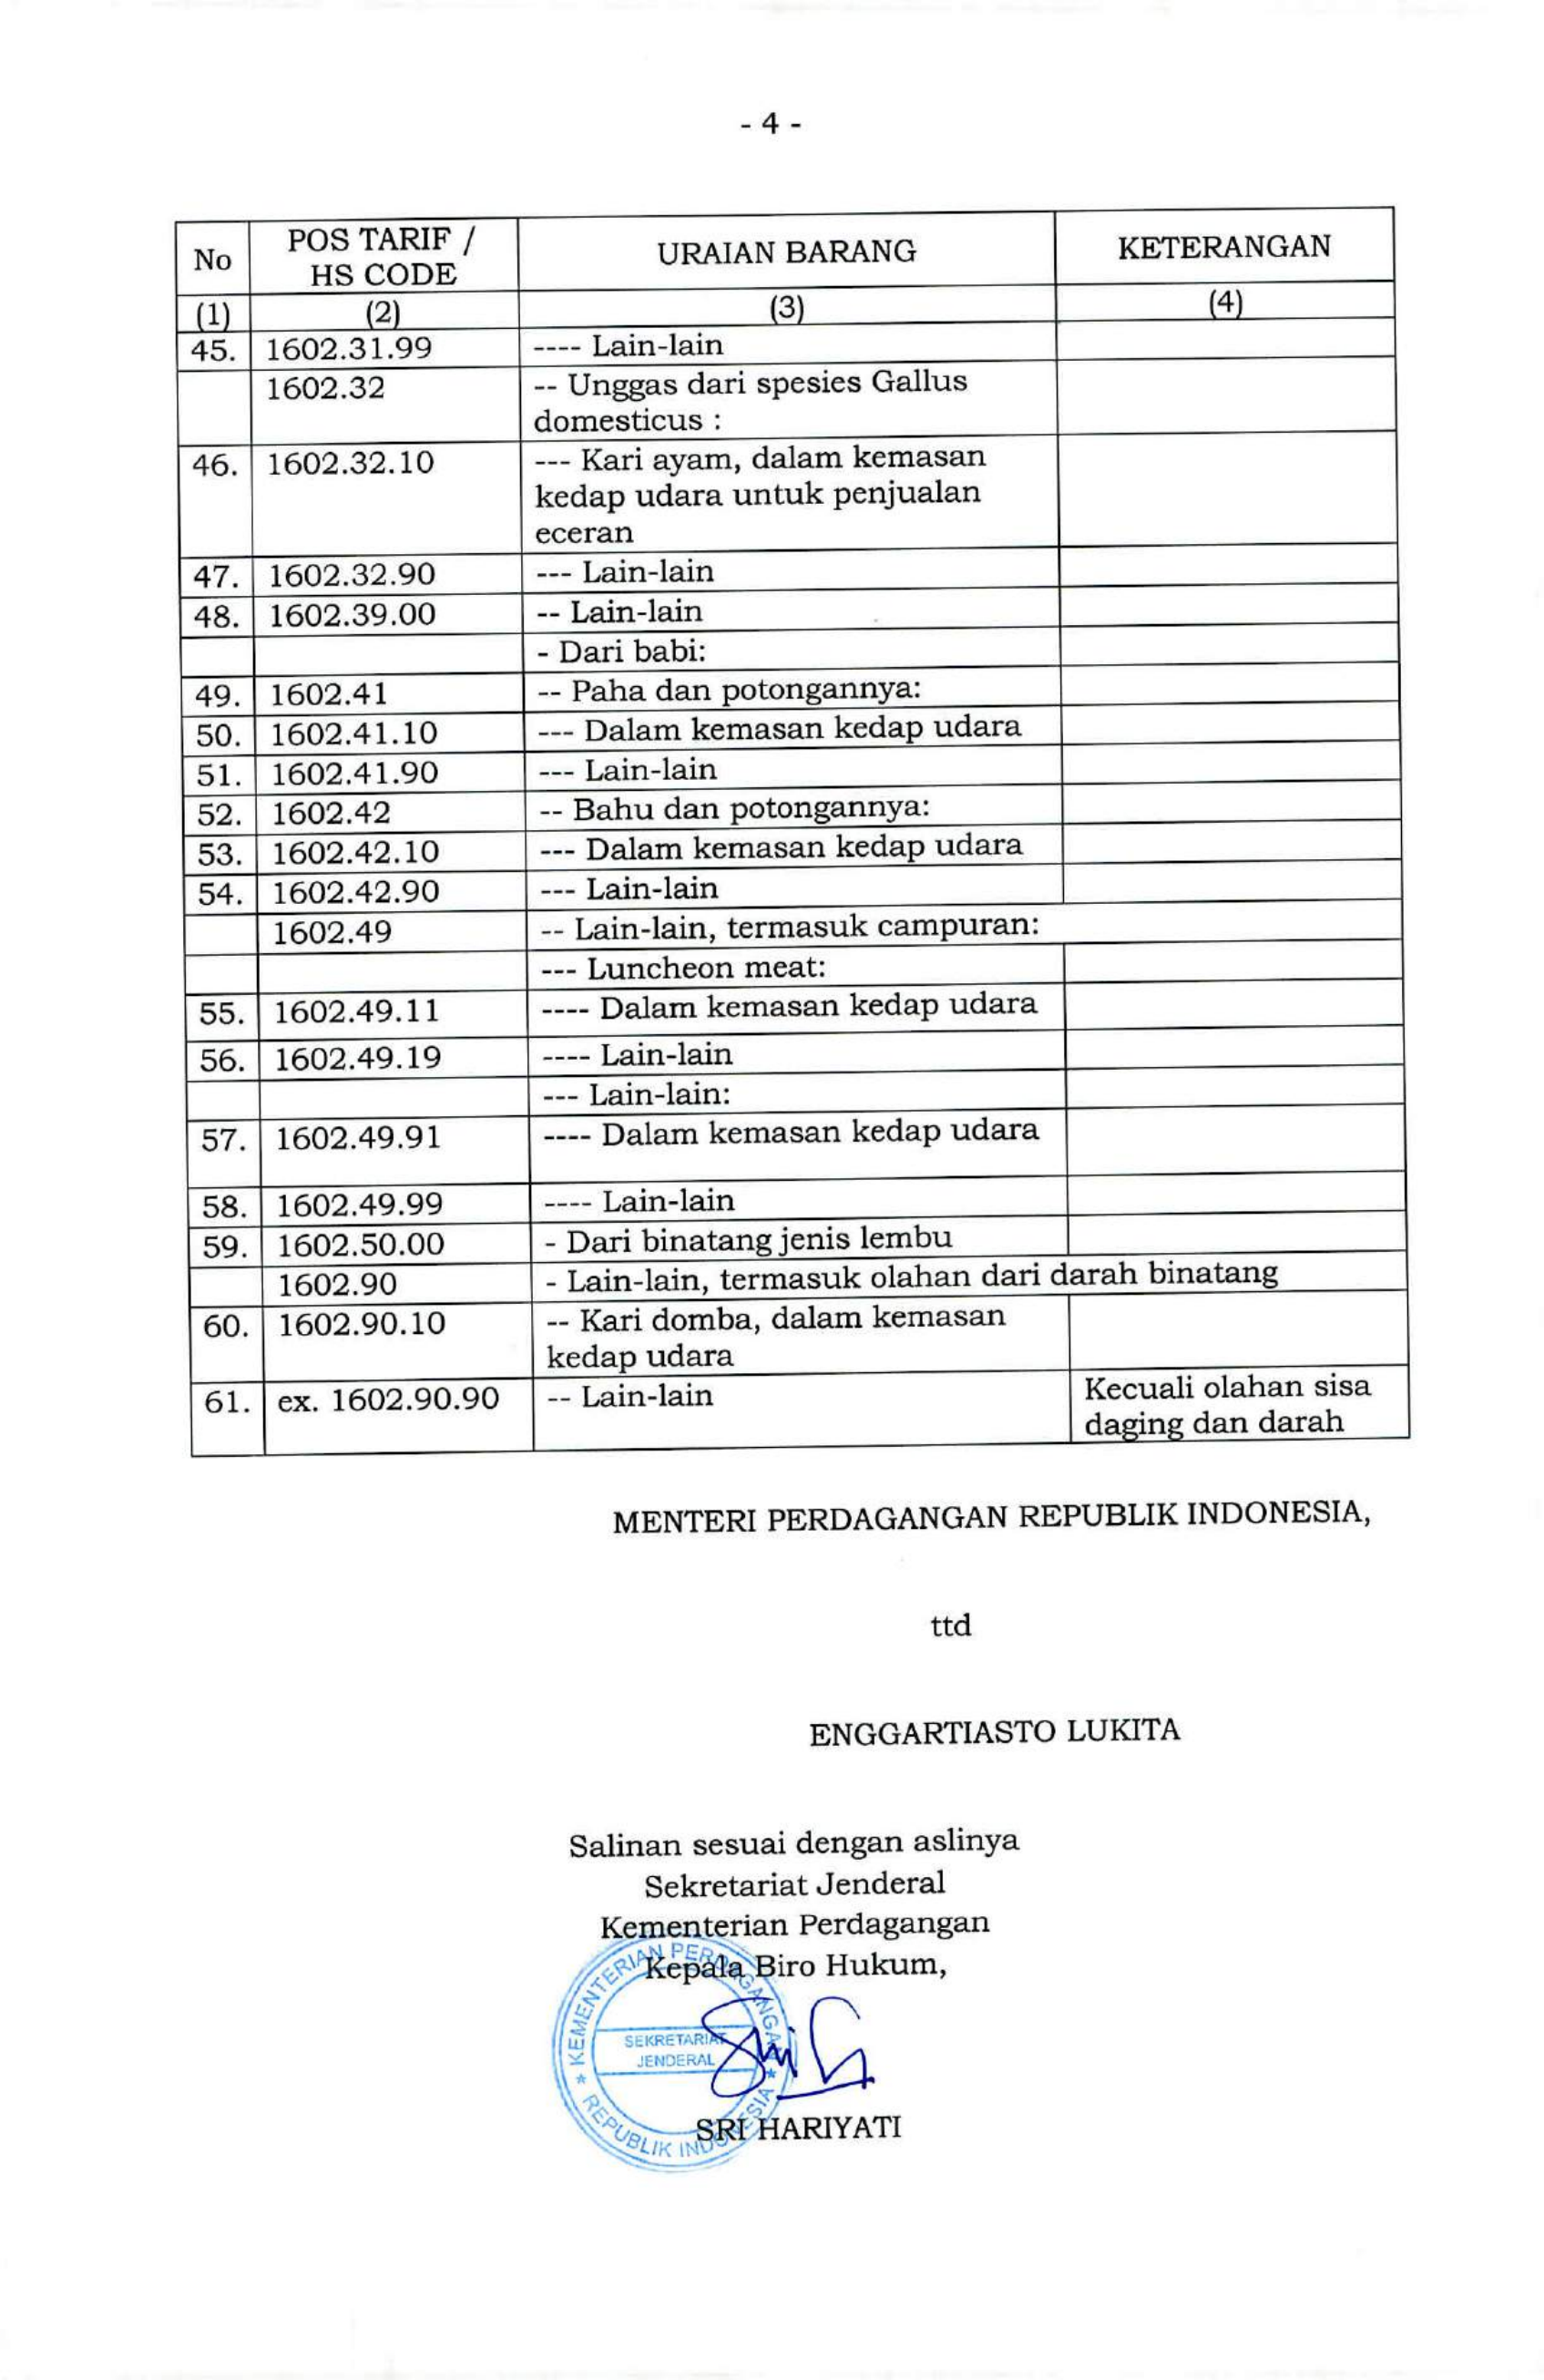 - 4 -
No POS TARIF / HS CODE URAIAN BARANG KETERANGAN
(1) (2) (3) (4)
45. 1602.31.99 ---- Lain-lain
1602.32 -- Unggas dari spesies Gallus
domesticus :
46. 1602.32.10 --- Kari ayam, dalam kemasan
kedap udara untuk penjualan
eceran
47. 1602.32.90 --- Lain-lain
48. 1602.39.00 -- Lain-lain
- Dari babi:
49. 1602.41 -- Paha dan potongannya:
50. 1602.41.10 --- Dalam kemasan kedap udara
51. 1602.41.90 --- Lain-lain
52. 1602.42 -- Bahu dan potongannya:
53. 1602.42.10 --- Dalam kemasan kedap udara
54. 1602.42.90 --- Lain-lain
1602.49 -- Lain-lain, termasuk campuran:
--- Luncheon meat:
55. 1602.49.11 ---- Dalam kemasan kedap udara
56. 1602.49.19 ---- Lain-lain
--- Lain-lain:
57. 1602.49.91 ---- Dalam kemasan kedap udara
58. 1602.49.99 ---- Lain-lain
59. 1602.50.00 - Dari binatang jenis lembu
1602.90 - Lain-lain, termasuk olahan dari darah binatang
60. 1602.90.10 -- Kari domba, dalam kemasan
kedap udara
61. ex. 1602.90.90 -- Lain-lain Kecuali olahan sisa
daging dan darah
MENTERI PERDAGANGAN REPUBLIK INDONESIA,
ttd
ENGGARTIASTO LUKITA
Salinan sesuai dengan aslinya
Sekretariat Jenderal
Kementerian Perdagangan
Kepala Biro Hukum,
KEMENTERIAN PERDAGANGAN
SEKRETARIAT
JENDERAL
REPUBLIK INDONESIA
SRI HARIYATI